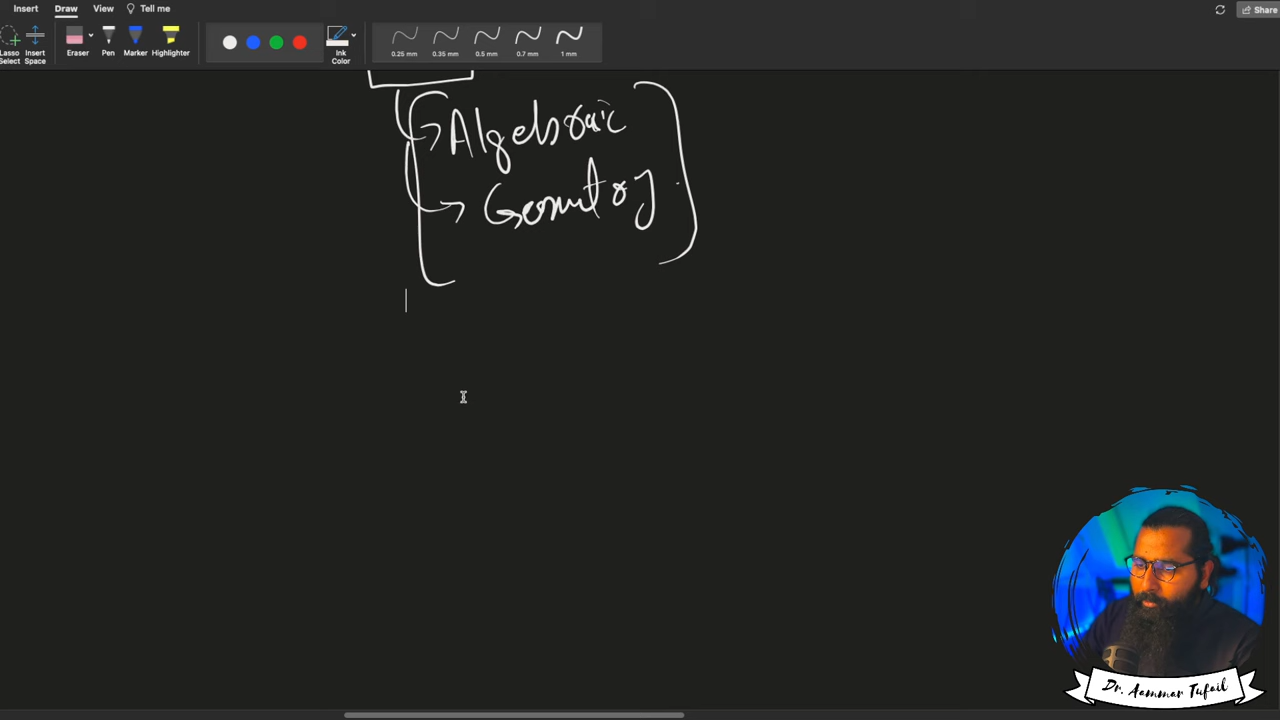 Insert Draw View Tell me Share
Lasso Select Insert Space Eraser Pen Marker Highlighter Ink Color 0.25 mm 0.35 mm 0.5 mm 0.7 mm 1 mm
→ Algebraic
→ Geomtry
Dr. Aammar Tufail